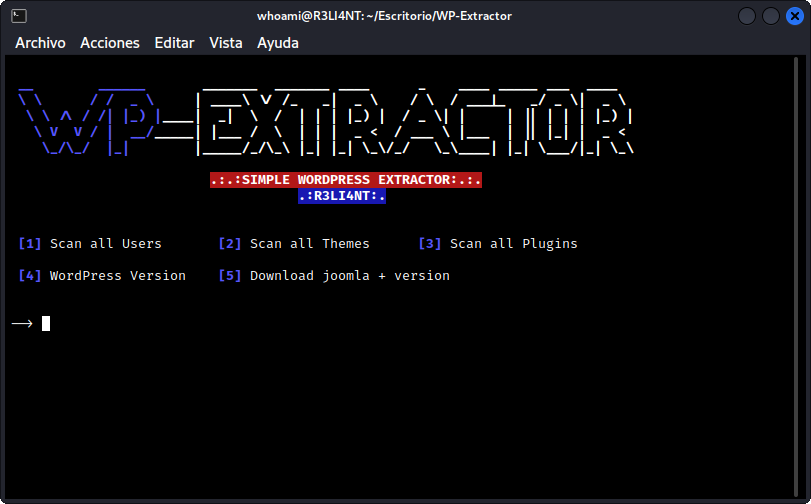 whoami@R3LI4NT: ~/Escritorio/WP-Extractor
Archivo Acciones Editar Vista Ayuda
WP-EXTRACTOR
.:.:SIMPLE WORDPRESS EXTRACTOR:.:.
.:R3LI4NT:.
[1] Scan all Users [2] Scan all Themes [3] Scan all Plugins
[4] WordPress Version [5] Download joomla + version
-->